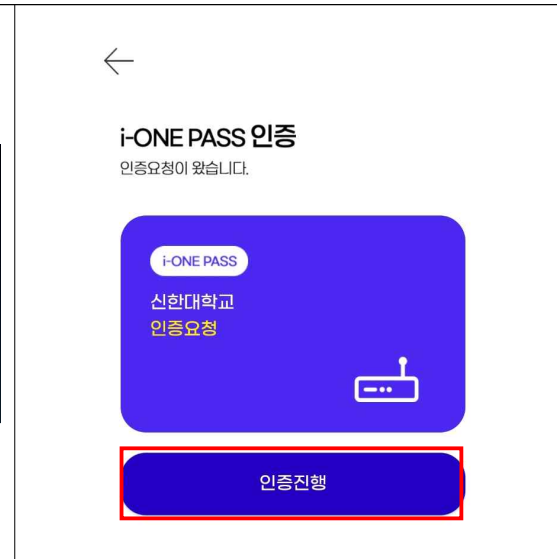 i-ONE PASS 인증
인증요청이 왔습니다.
i-ONE PASS
신한대학교
인증요청
인증진행